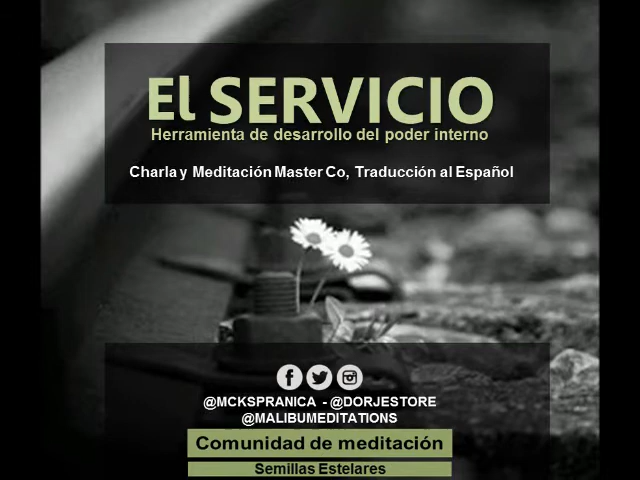 El SERVICIO
Herramienta de desarrollo del poder interno
Charla y Meditación Master Co, Traducción al Español
@MCKSPRANICA - @DORJESTORE
@MALIBUMEDITATIONS
Comunidad de meditación
Semillas Estelares